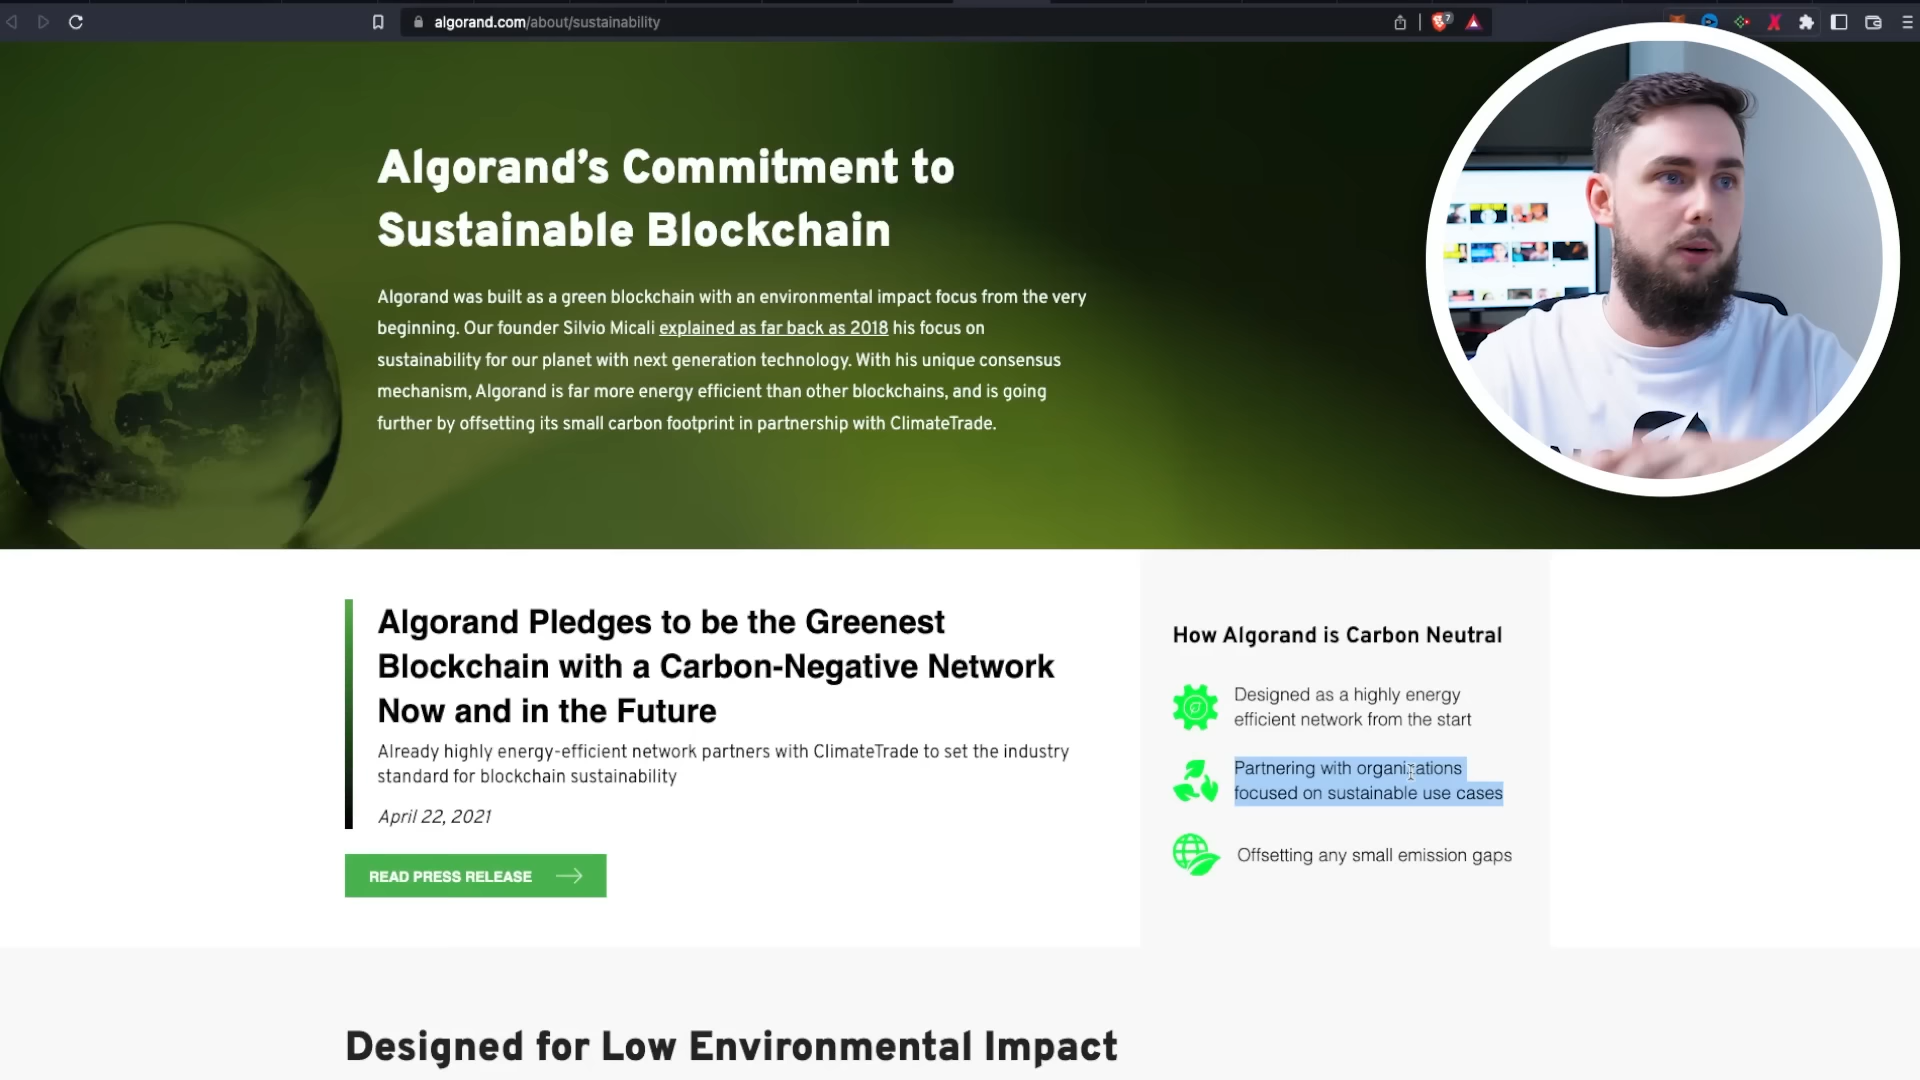 algorand.com/about/sustainability
7
Algorand's Commitment to
Sustainable Blockchain
Algorand was built as a green blockchain with an environmental impact focus from the very
beginning. Our founder Silvio Micali explained as far back as 2018 his focus on
sustainability for our planet with next generation technology. With his unique consensus
mechanism, Algorand is far more energy efficient than other blockchains, and is going
further by offsetting its small carbon footprint in partnership with ClimateTrade.
Algorand Pledges to be the Greenest
Blockchain with a Carbon-Negative Network
Now and in the Future
Already highly energy-efficient network partners with ClimateTrade to set the industry
standard for blockchain sustainability
April 22, 2021
READ PRESS RELEASE
How Algorand is Carbon Neutral
Designed as a highly energy
efficient network from the start
Partnering with organizations
focused on sustainable use cases
Offsetting any small emission gaps
Designed for Low Environmental Impact